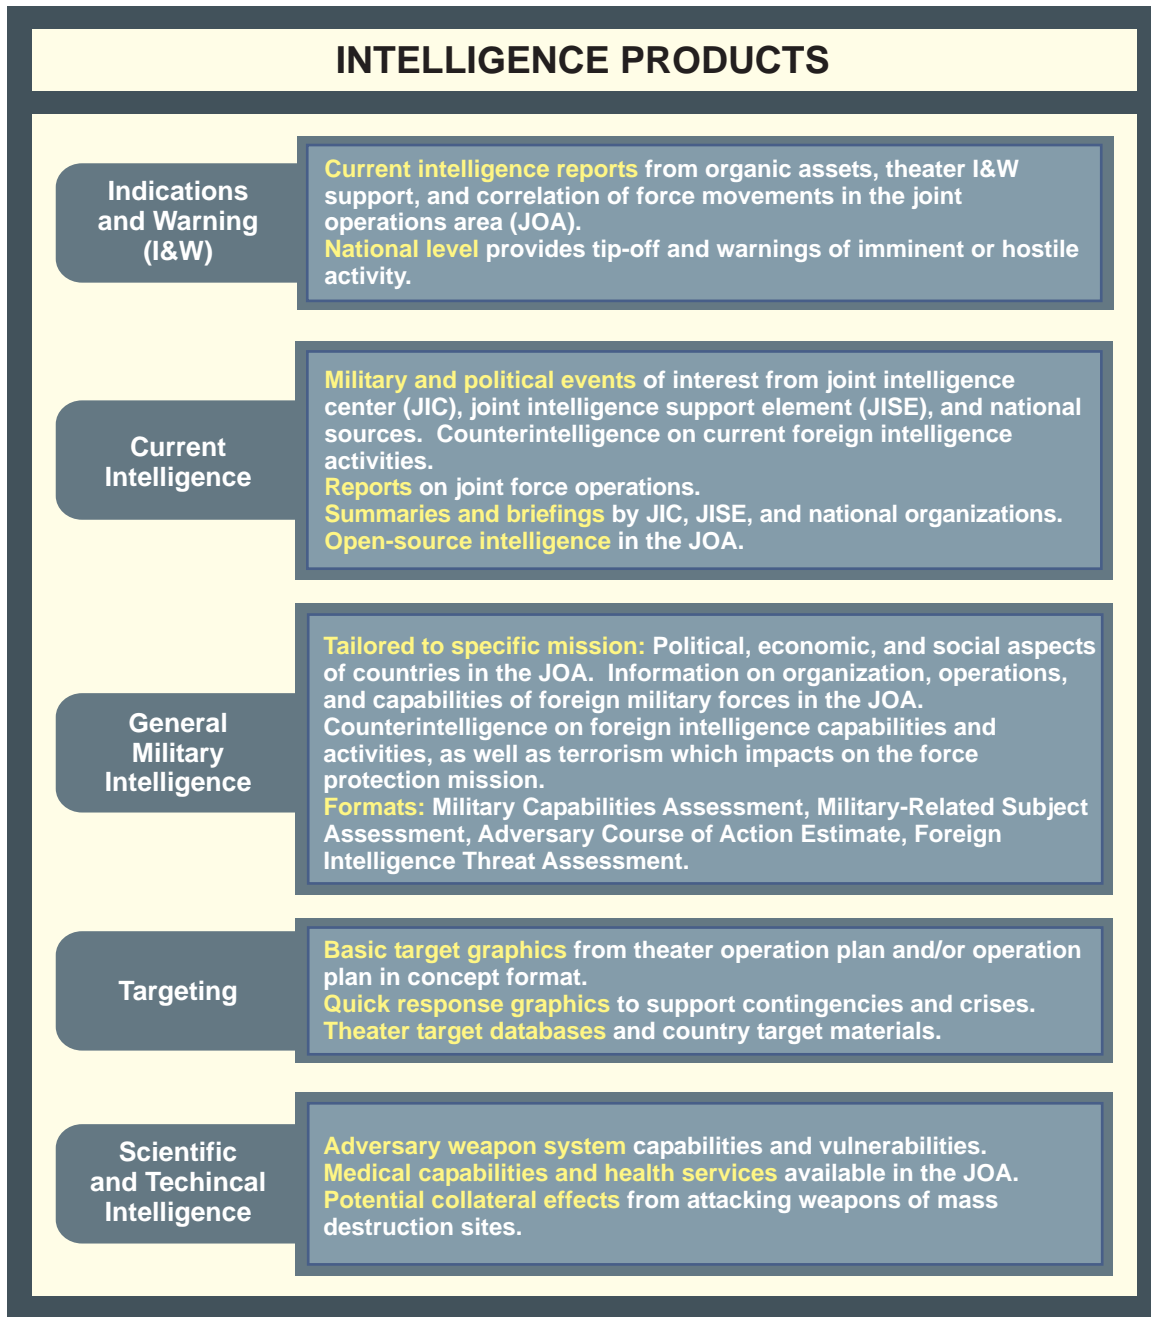 INTELLIGENCE PRODUCTS
Indications
and Warning
(I&W)
Current intelligence reports from organic assets, theater I&W
support, and correlation of force movements in the joint
operations area (JOA).
National level provides tip-off and warnings of imminent or hostile
activity.
Current
Intelligence
Military and political events of interest from joint intelligence
center (JIC), joint intelligence support element (JISE), and national
sources.  Counterintelligence on current foreign intelligence
activities.
Reports on joint force operations.
Summaries and briefings by JIC, JISE, and national organizations.
Open-source intelligence in the JOA.
General
Military
Intelligence
Tailored to specific mission: Political, economic, and social aspects
of countries in the JOA.  Information on organization, operations,
and capabilities of foreign military forces in the JOA.
Counterintelligence on foreign intelligence capabilities and
activities, as well as terrorism which impacts on the force
protection mission.
Formats: Military Capabilities Assessment, Military-Related Subject
Assessment, Adversary Course of Action Estimate, Foreign
Intelligence Threat Assessment.
Targeting
Basic target graphics from theater operation plan and/or operation
plan in concept format.
Quick response graphics to support contingencies and crises.
Theater target databases and country target materials.
Scientific
and Techincal
Intelligence
Adversary weapon system capabilities and vulnerabilities.
Medical capabilities and health services available in the JOA.
Potential collateral effects from attacking weapons of mass
destruction sites.